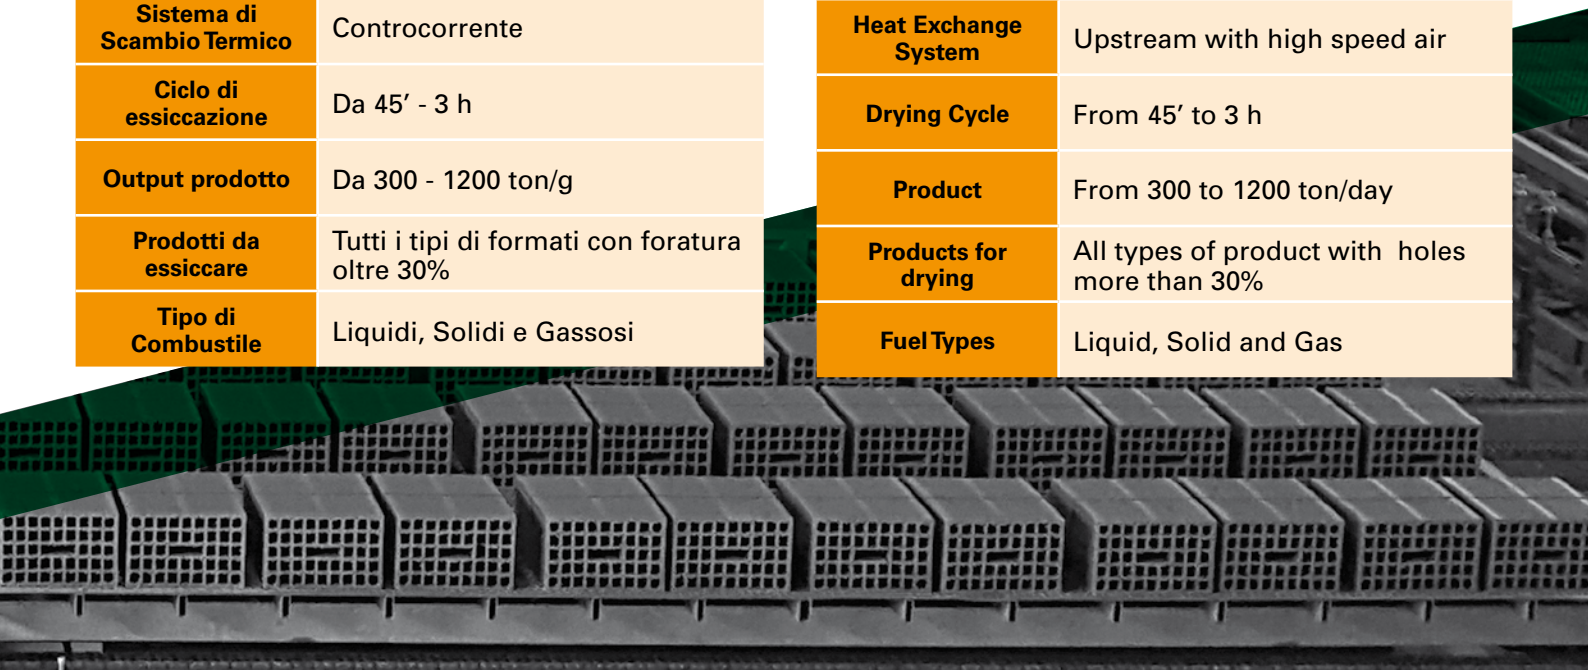 Sistema di
Scambio Termico
Controcorrente
Ciclo di
essiccazione
Da 45’ - 3 h
Output prodotto
Da 300 - 1200 ton/g
Prodotti da
essiccare
Tutti i tipi di formati con foratura
oltre 30%
Tipo di
Combustile
Liquidi, Solidi e Gassosi
Heat Exchange
System
Upstream with high speed air
Drying Cycle
From 45’ to 3 h
Product
From 300 to 1200 ton/day
Products for
drying
All types of product with  holes
more than 30%
Fuel Types
Liquid, Solid and Gas